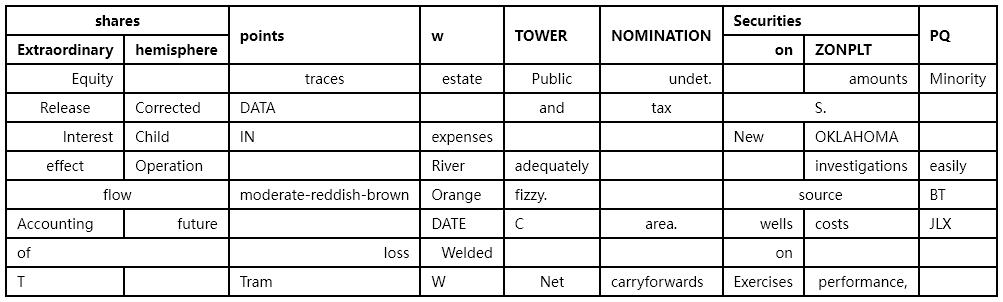 shares points w TOWER NOMINATION Securities PQ
Extraordinary hemisphere on ZONPLT
Equity traces estate Public undet. amounts Minority
Release Corrected DATA and tax S.
Interest Child IN expenses New OKLAHOMA
effect Operation River adequately investigations easily
flow moderate-reddish-brown Orange fizzy. source BT
Accounting future DATE C area. wells costs JLX
of loss Welded on
T Tram W Net carryforwards Exercises performance,